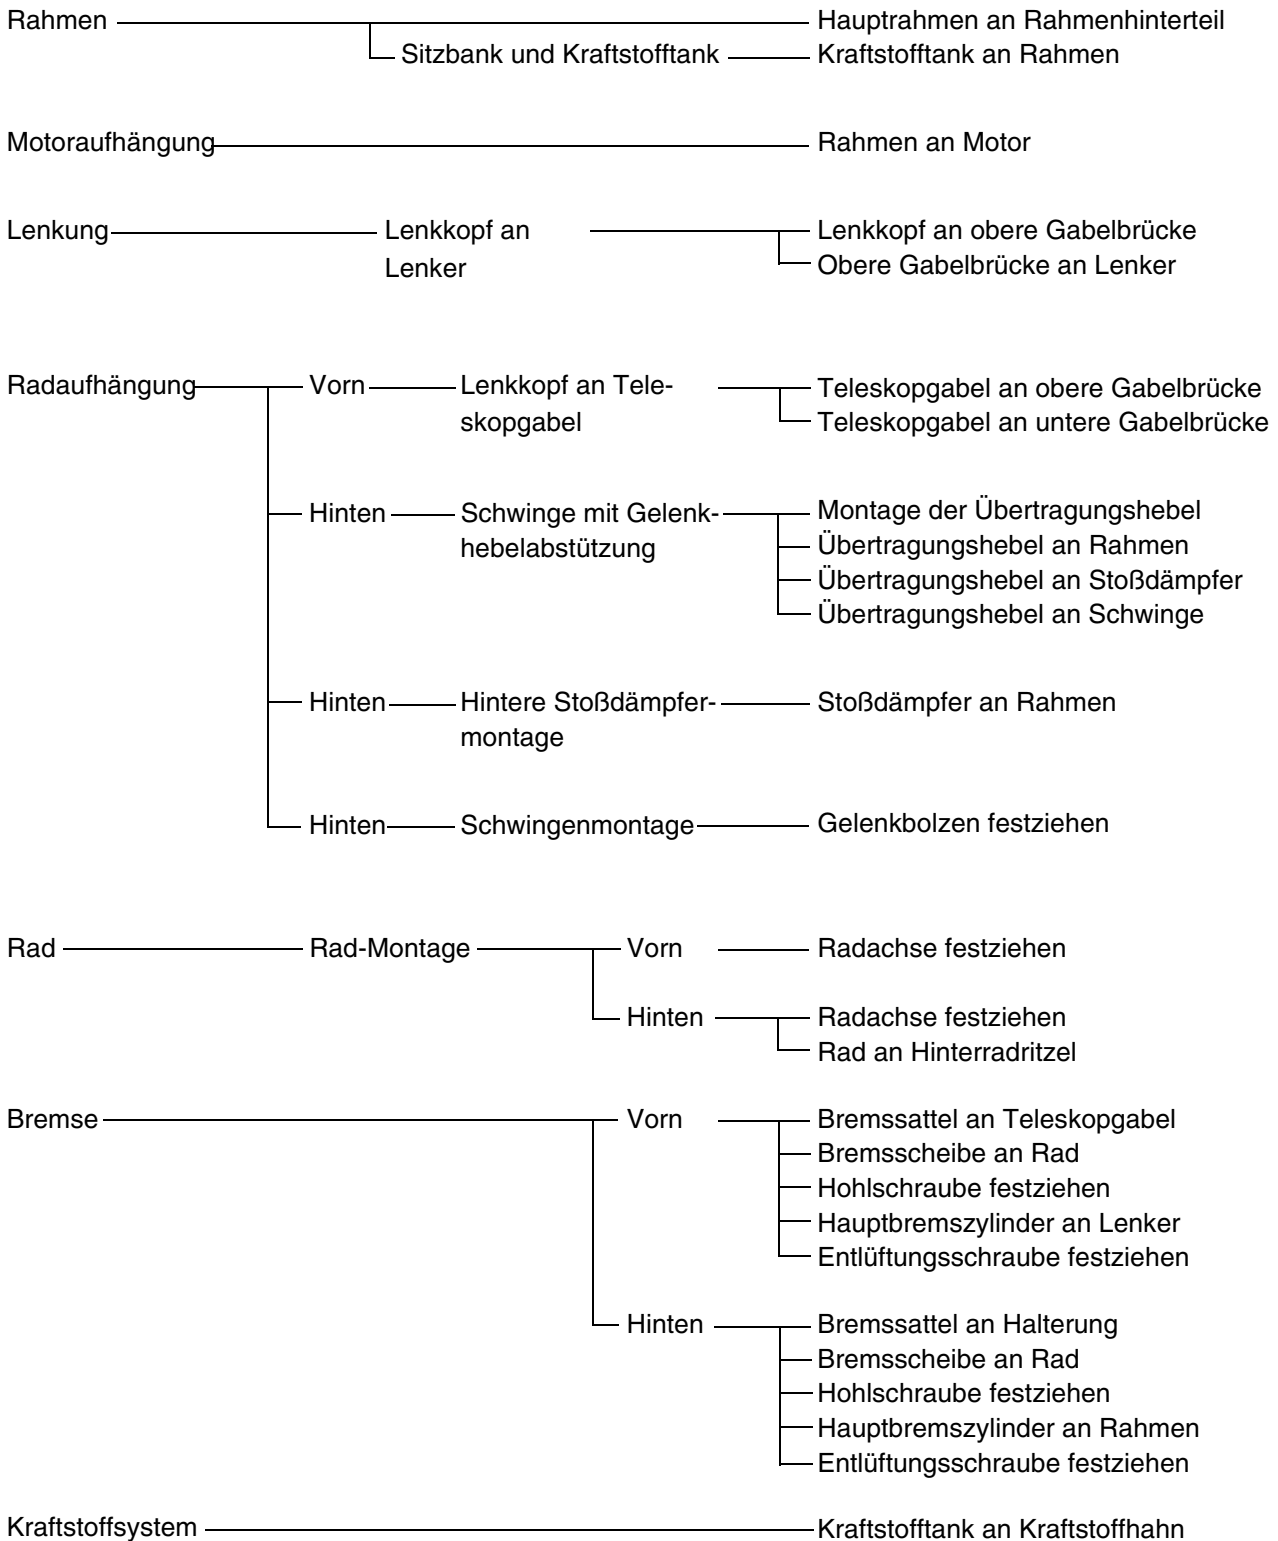 Rahmen Hauptrahmen an Rahmenhinterteil
Sitzbank und Kraftstofftank Kraftstofftank an Rahmen
Motoraufhängung Rahmen an Motor
Lenkung Lenkkopf an Lenkkopf an obere Gabelbrücke
Lenker Obere Gabelbrücke an Lenker
Radaufhängung Vorn Lenkkopf an Tele- Teleskopgabel an obere Gabelbrücke
skopgabel Teleskopgabel an untere Gabelbrücke
Hinten Schwinge mit Gelenk- Montage der Übertragungshebel
hebelabstützung Übertragungshebel an Rahmen
Übertragungshebel an Stoßdämpfer
Übertragungshebel an Schwinge
Hinten Hintere Stoßdämpfer- Stoßdämpfer an Rahmen
montage
Hinten Schwingenmontage Gelenkbolzen festziehen
Rad Rad-Montage Vorn Radachse festziehen
Hinten Radachse festziehen
Rad an Hinterradritzel
Bremse Vorn Bremssattel an Teleskopgabel
Bremsscheibe an Rad
Hohlschraube festziehen
Hauptbremszylinder an Lenker
Entlüftungsschraube festziehen
Hinten Bremssattel an Halterung
Bremsscheibe an Rad
Hohlschraube festziehen
Hauptbremszylinder an Rahmen
Entlüftungsschraube festziehen
Kraftstoffsystem Kraftstofftank an Kraftstoffhahn